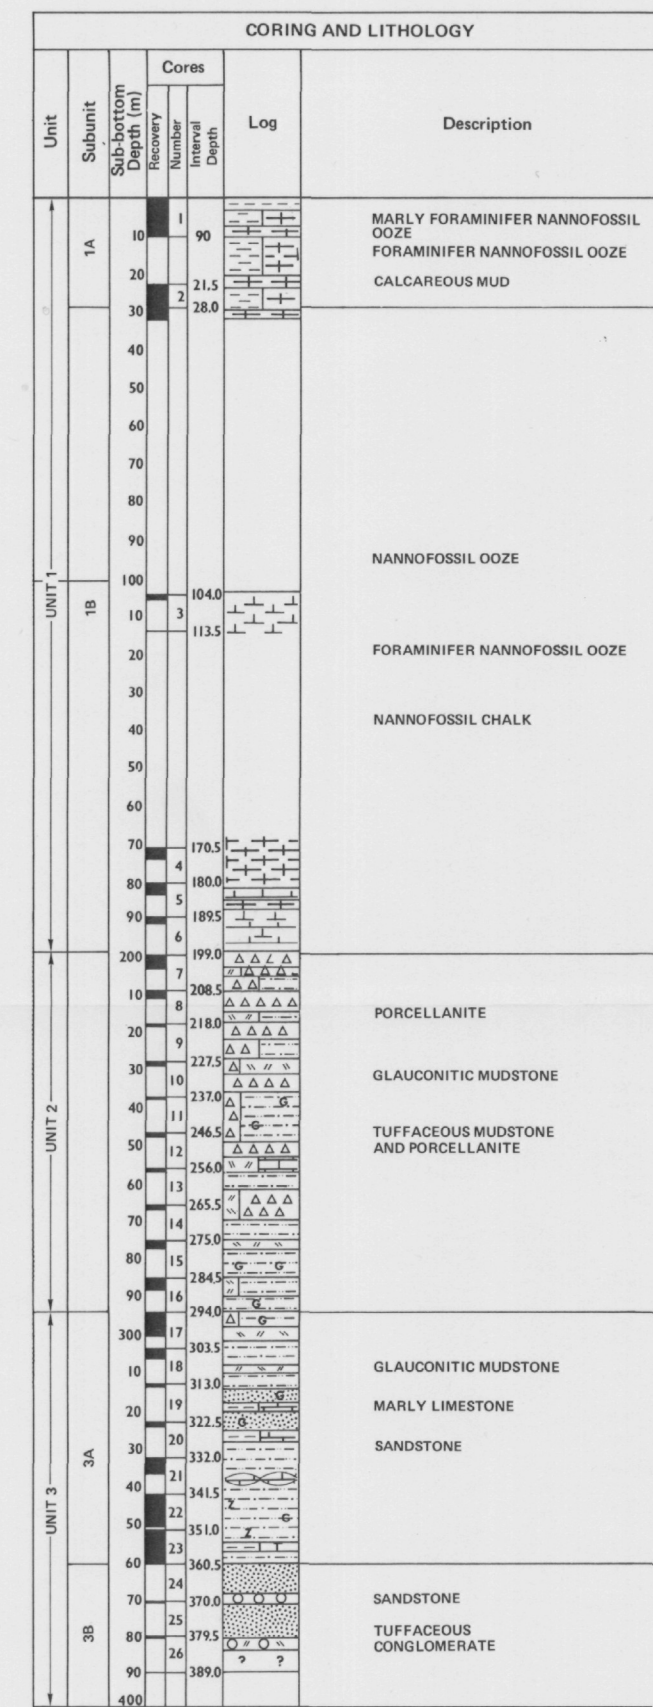 CORING AND LITHOLOGY
Unit
Subunit
Sub-bottom
Depth (m)
Cores
Recovery
Number
Interval
Depth
Log
Description
UNIT 1
1A
1
MARLY FORAMINIFER NANNOFOSSIL
OOZE
10
90
FORAMINIFER NANNOFOSSIL OOZE
20
CALCAREOUS MUD
21.5
2
30
28.0
40
50
60
70
80
90
NANNOFOSSIL OOZE
100
1B
104.0
10
3
113.5
20
FORAMINIFER NANNOFOSSIL OOZE
30
NANNOFOSSIL CHALK
40
50
60
70
170.5
4
80
180.0
5
90
189.5
6
UNIT 2
200
199.0
7
10
208.5
8
PORCELLANITE
20
218.0
9
30
227.5
10
GLAUCONITIC MUDSTONE
40
237.0
G
11
G
246.5
TUFFACEOUS MUDSTONE
AND PORCELLANITE
50
12
256.0
60
13
265.5
70
14
275.0
80
15
G G
284.5
90
16
G
294.0
UNIT 3
3A
G
300
17
303.5
10
18
GLAUCONITIC MUDSTONE
313.0
G
20
19
MARLY LIMESTONE
322.5
G
30
20
SANDSTONE
332.0
40
21
341.5
Z
22
G
50
351.0
Z
23
T
60
360.5
3B
24
70
370.0
SANDSTONE
25
TUFFACEOUS
CONGLOMERATE
80
379.5
26
? ?
90
389.0
400